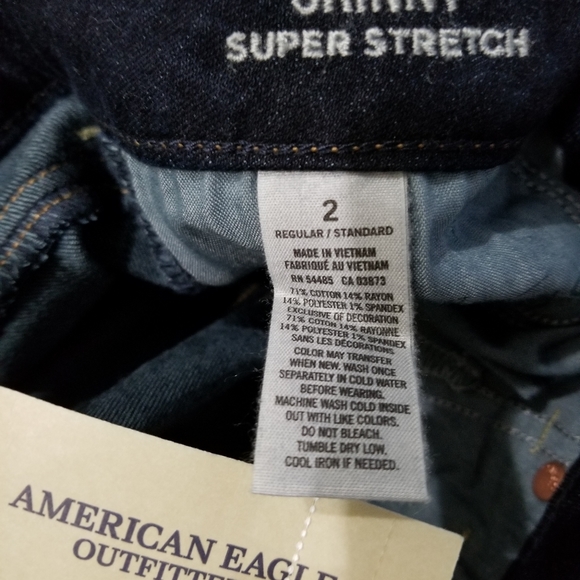 SKINNY
SUPER STRETCH
2
REGULAR / STANDARD
MADE IN VIETNAM
FABRIQUÉ AU VIETNAM
RN 54485 CA 03873
71% COTTON 14% RAYON
14% POLYESTER 1% SPANDEX
EXCLUSIVE OF DECORATION
71% COTON 14% RAYONNE
14% POLYESTER 1% SPANDEX
SANS LES DÉCORATIONS
COLOR MAY TRANSFER
WHEN NEW. WASH ONCE
SEPARATELY IN COLD WATER
BEFORE WEARING.
MACHINE WASH COLD INSIDE
OUT WITH LIKE COLORS.
DO NOT BLEACH.
TUMBLE DRY LOW.
COOL IRON IF NEEDED.
AMERICAN EAGLE
OUTFITTE